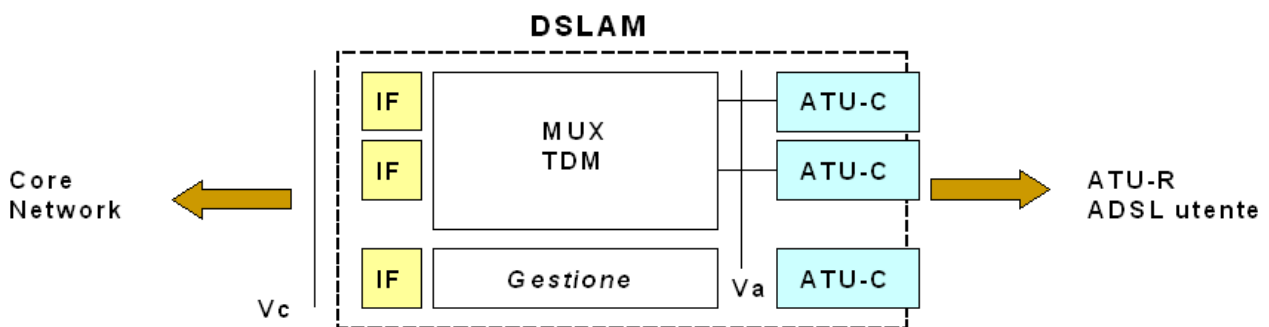 DSLAM
IF
MUX
TDM
ATU-C
IF
ATU-C
Core
Network
ATU-R
ADSL utente
IF
Gestione
Va
ATU-C
Vc